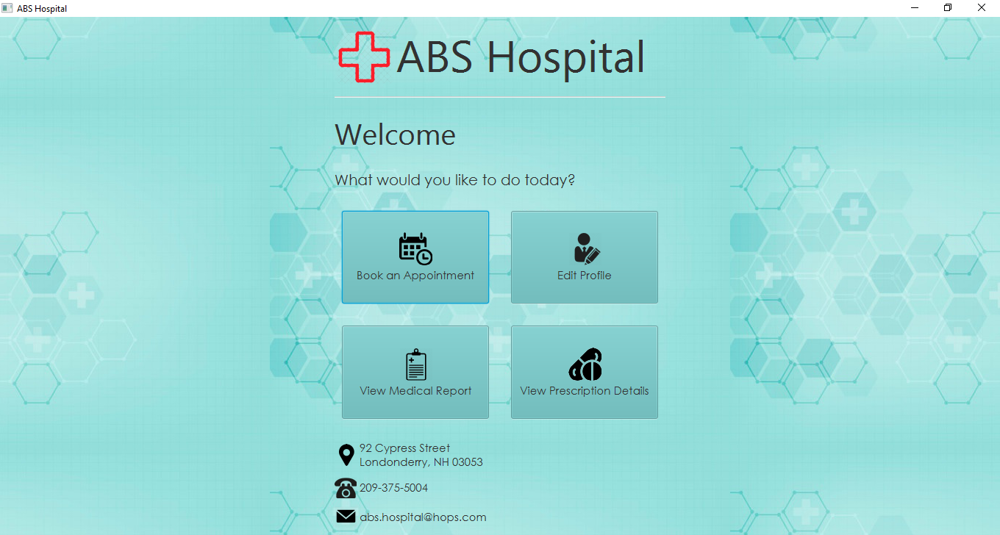 ABS Hospital
ABS Hospital
Welcome
What would you like to do today?
Book an Appointment
Edit Profile
View Medical Report
View Prescription Details
92 Cypress Street
Londonderry, NH 03053
209-375-5004
abs.hospital@hops.com